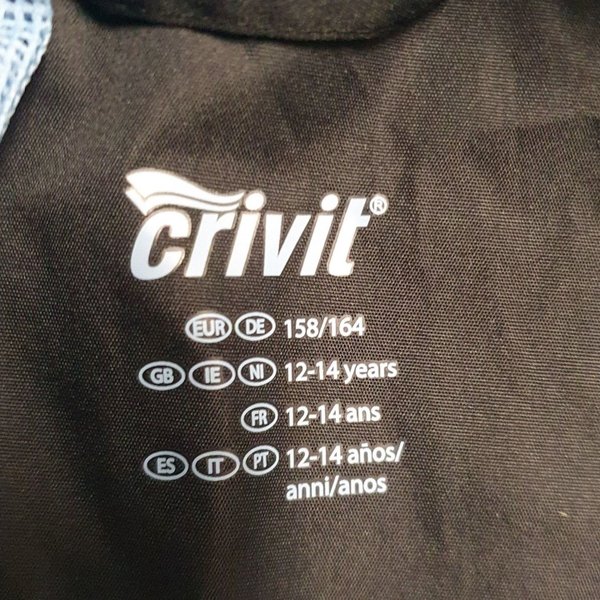 crivit®
EUR DE 158/164
GB IE NI 12-14 years
FR 12-14 ans
ES IT PT 12-14 años/
anni/anos